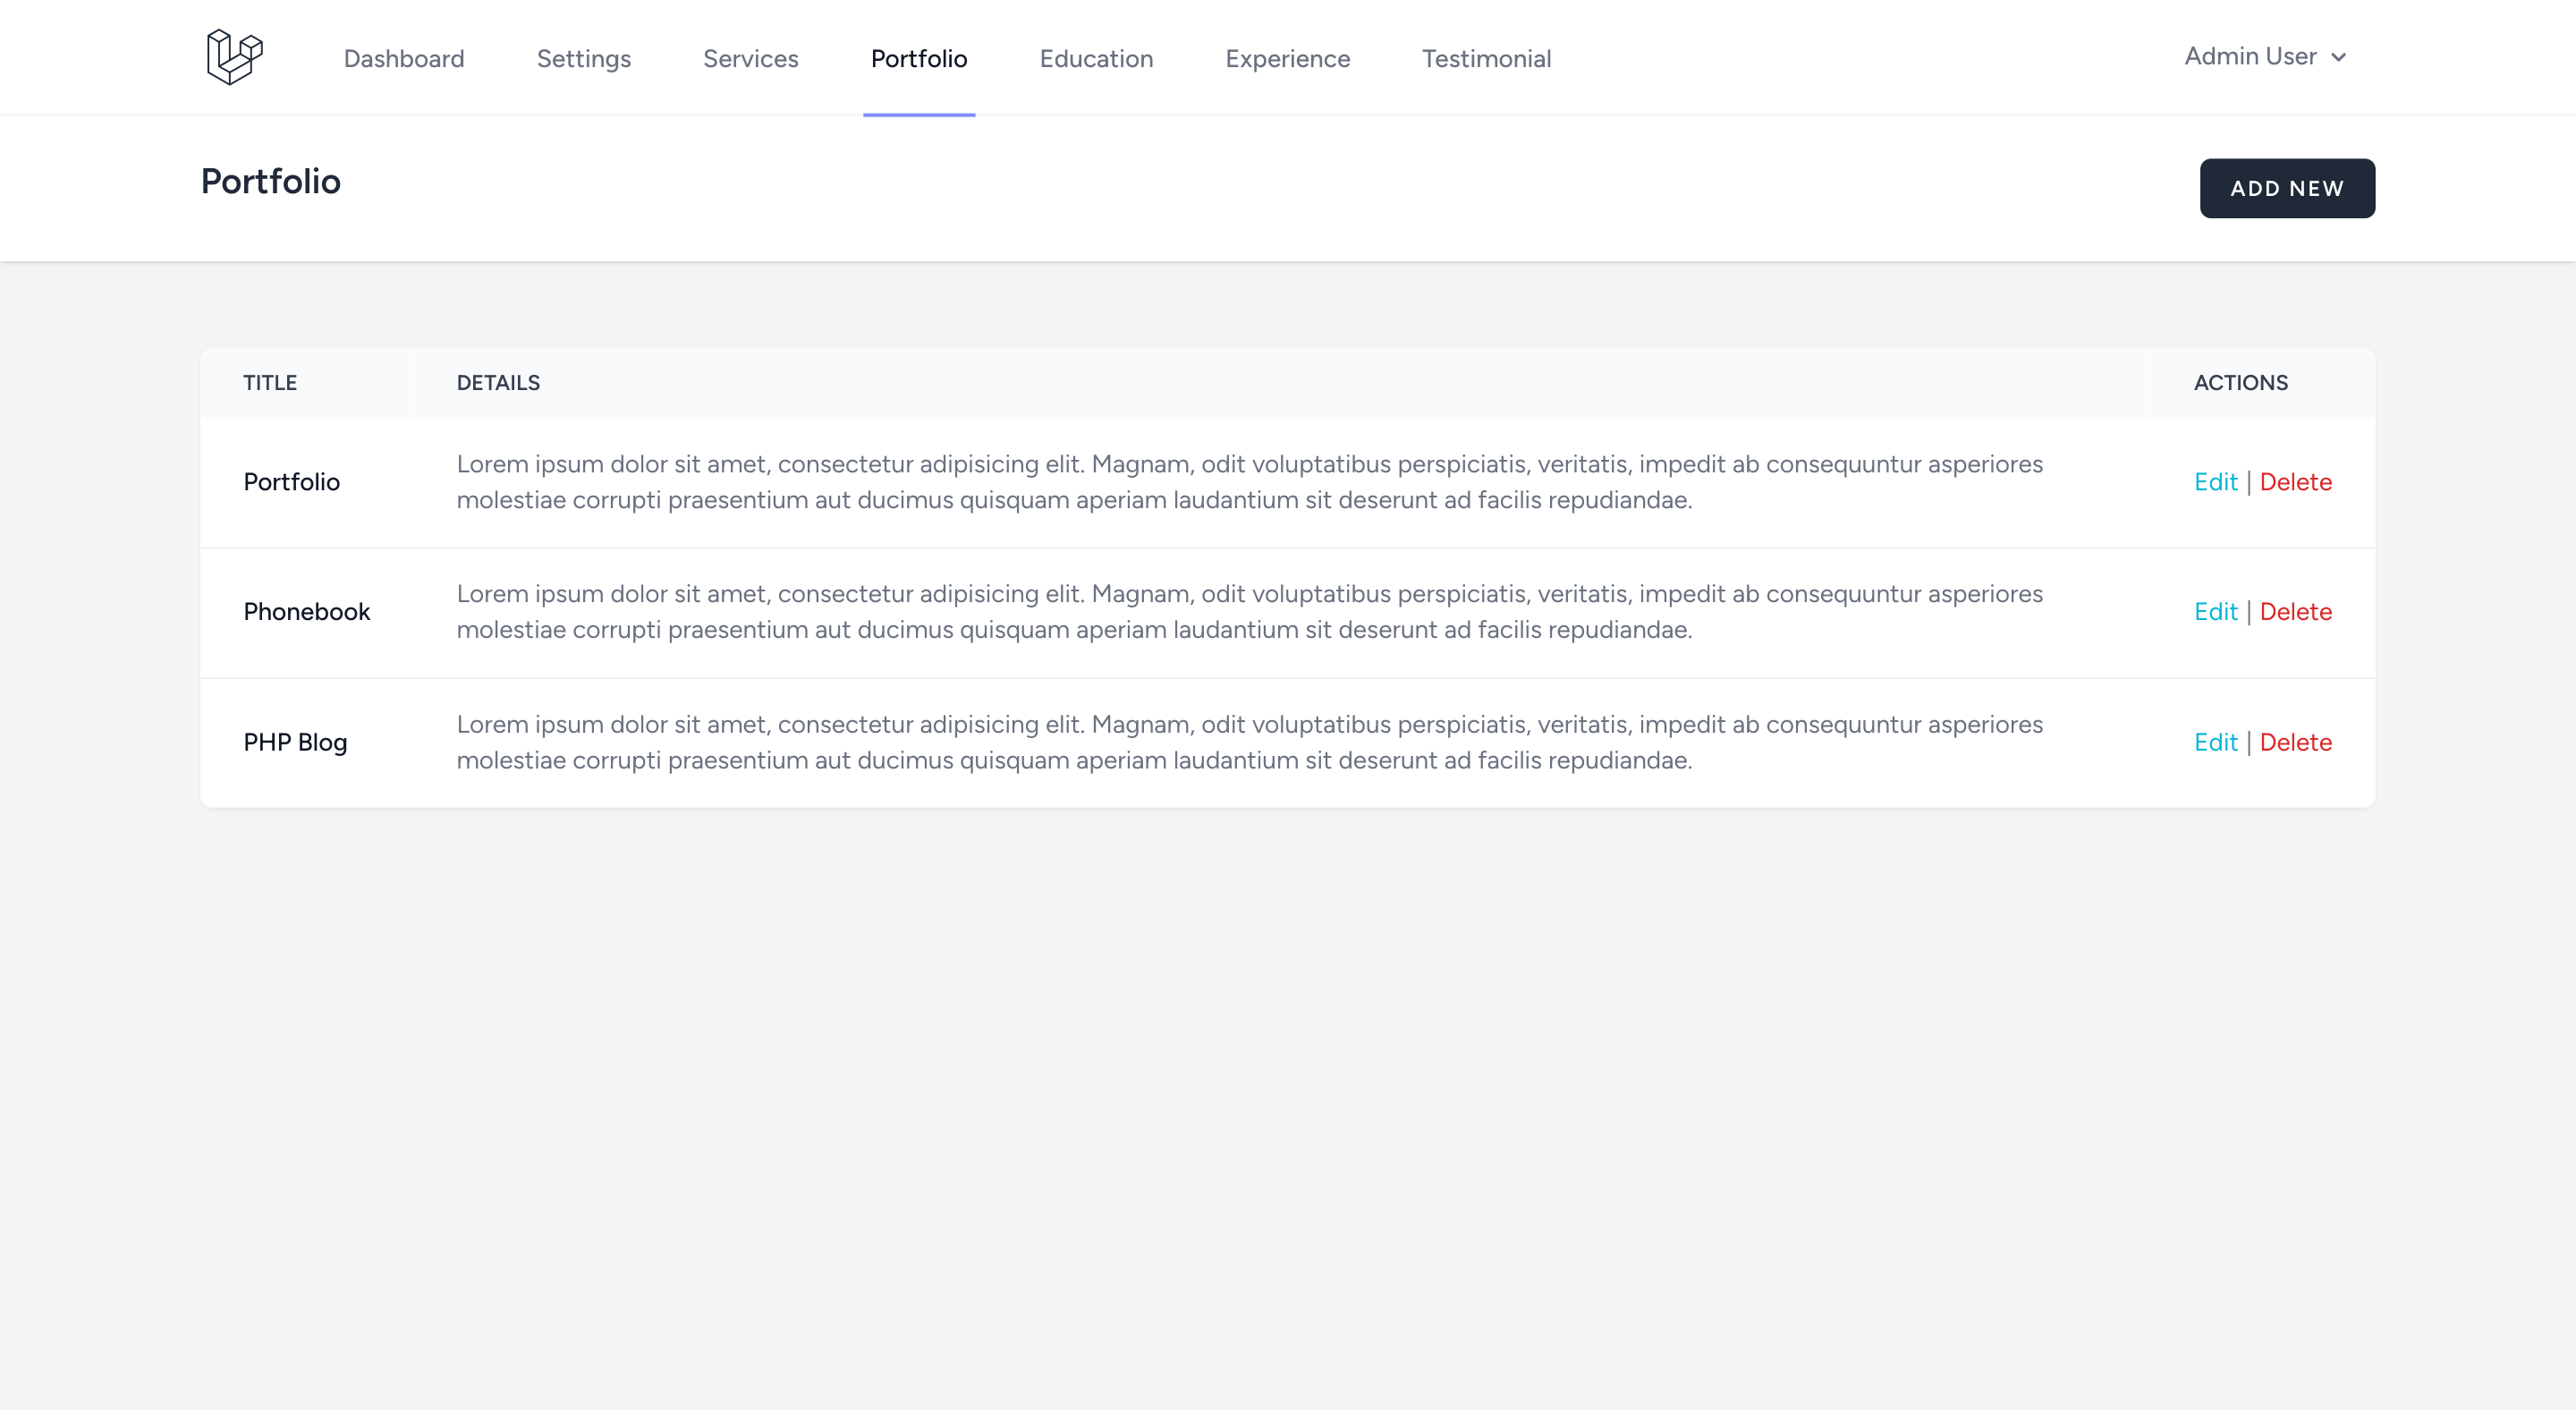 Dashboard Settings Services Portfolio Education Experience Testimonial Admin User
Portfolio ADD NEW
TITLE DETAILS ACTIONS
Portfolio Lorem ipsum dolor sit amet, consectetur adipisicing elit. Magnam, odit voluptatibus perspiciatis, veritatis, impedit ab consequuntur asperiores
molestiae corrupti praesentium aut ducimus quisquam aperiam laudantium sit deserunt ad facilis repudiandae. Edit | Delete
Phonebook Lorem ipsum dolor sit amet, consectetur adipisicing elit. Magnam, odit voluptatibus perspiciatis, veritatis, impedit ab consequuntur asperiores
molestiae corrupti praesentium aut ducimus quisquam aperiam laudantium sit deserunt ad facilis repudiandae. Edit | Delete
PHP Blog Lorem ipsum dolor sit amet, consectetur adipisicing elit. Magnam, odit voluptatibus perspiciatis, veritatis, impedit ab consequuntur asperiores
molestiae corrupti praesentium aut ducimus quisquam aperiam laudantium sit deserunt ad facilis repudiandae. Edit | Delete